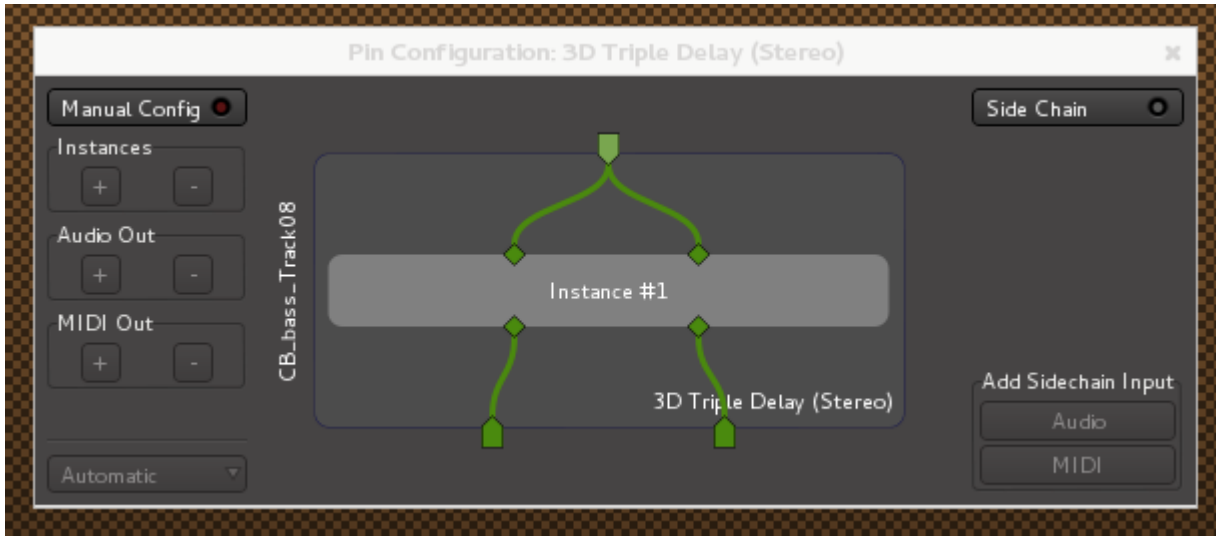 Pin Configuration: 3D Triple Delay (Stereo)
Manual Config
Side Chain
Instances
+ -
Audio Out
+ -
MIDI Out
+ -
Automatic
CB_bass_Track08
Instance #1
3D Triple Delay (Stereo)
Add Sidechain Input
Audio
MIDI